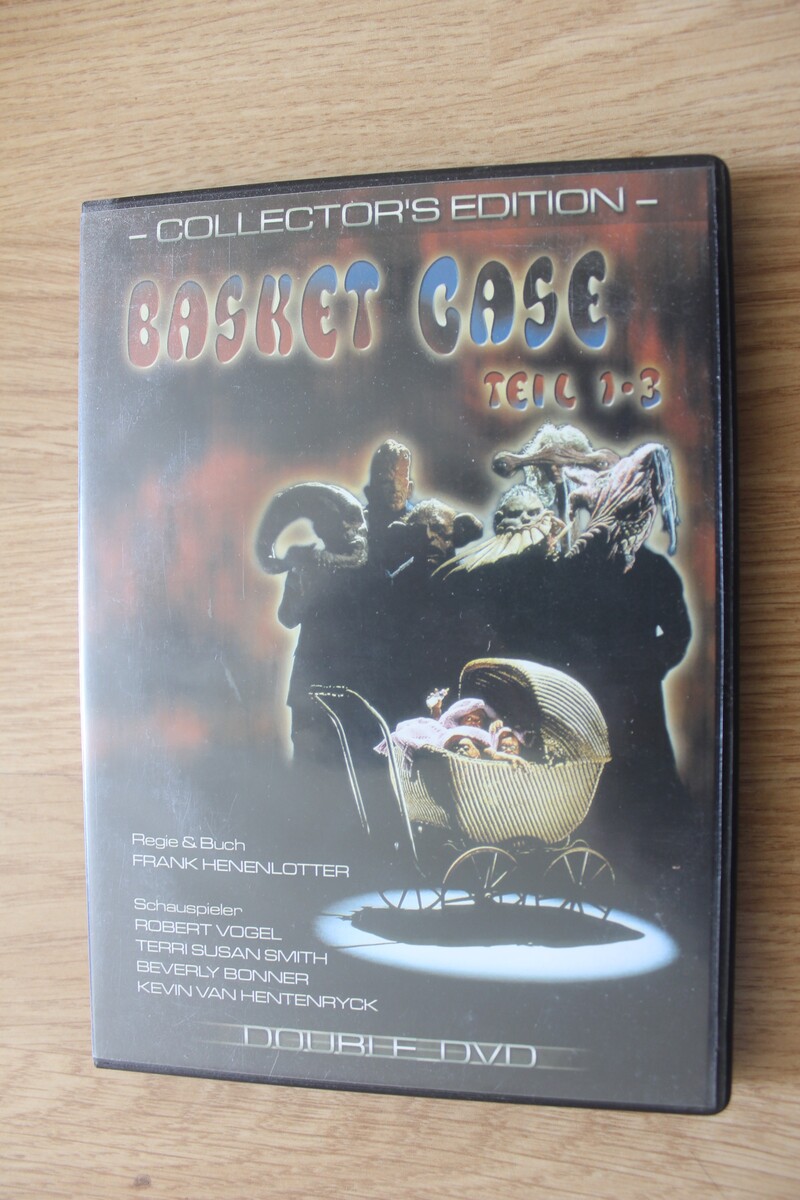 - COLLECTOR'S EDITION -
BASKET CASE
TEIL 1-3
Regie & Buch
FRANK HENENLOTTER
Schauspieler
ROBERT VOGEL
TERRI SUSAN SMITH
BEVERLY BONNER
KEVIN VAN HENTENRYCK
DOUBLE DVD